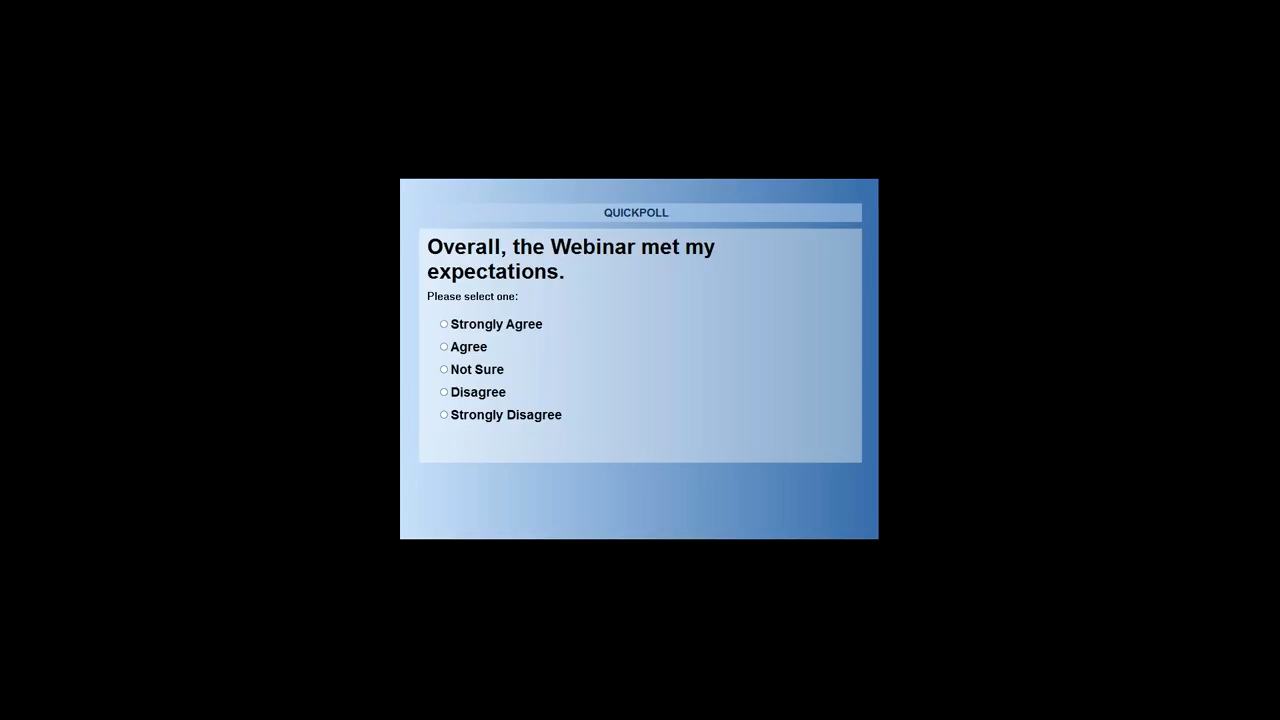 QUICKPOLL
Overall, the Webinar met my
expectations.
Please select one:
Strongly Agree
Agree
Not Sure
Disagree
Strongly Disagree